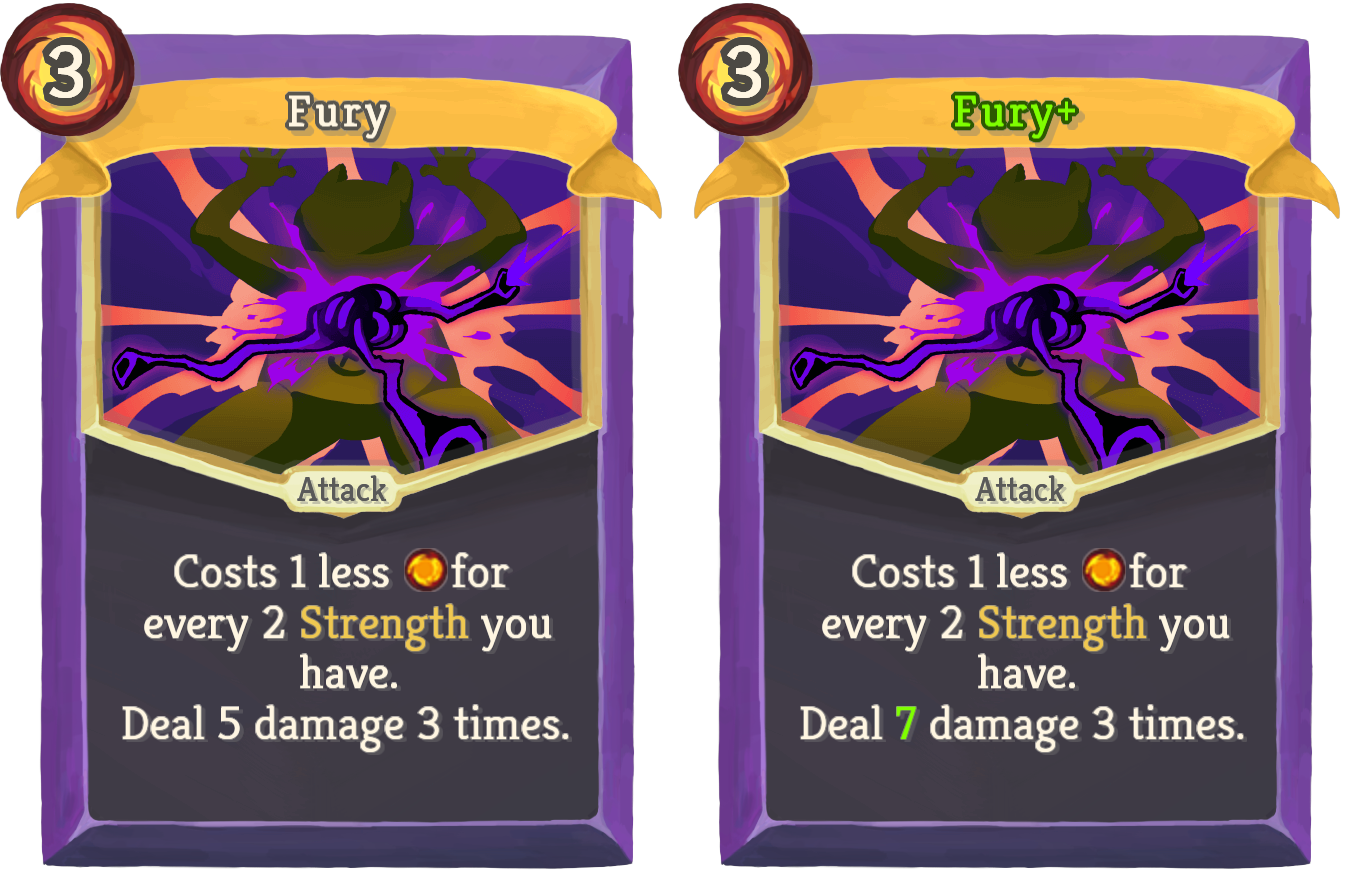 3
Fury
Attack
Costs 1 less for
every 2 Strength you
have.
Deal 5 damage 3 times.
3
Fury+
Attack
Costs 1 less for
every 2 Strength you
have.
Deal 7 damage 3 times.